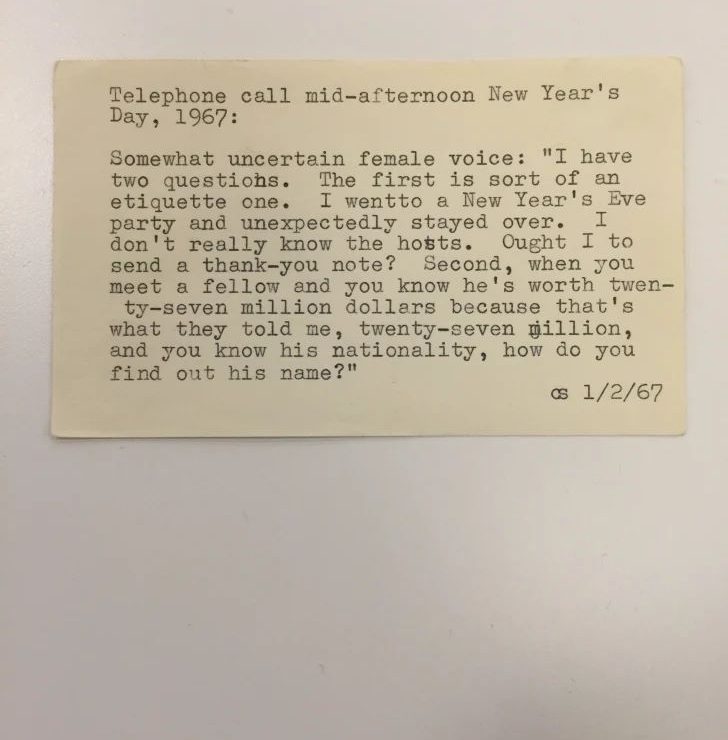 Telephone call mid-afternoon New Year's
Day, 1967:
Somewhat uncertain female voice: "I have
two questions.  The first is sort of an
etiquette one.  I wentto a New Year's Eve
party and unexpectedly stayed over.  I
don't really know the hosts.  Ought I to
send a thank-you note?  Second, when you
meet a fellow and you know he's worth twen-
ty-seven million dollars because that's
what they told me, twenty-seven million,
and you know his nationality, how do you
find out his name?"
cs 1/2/67